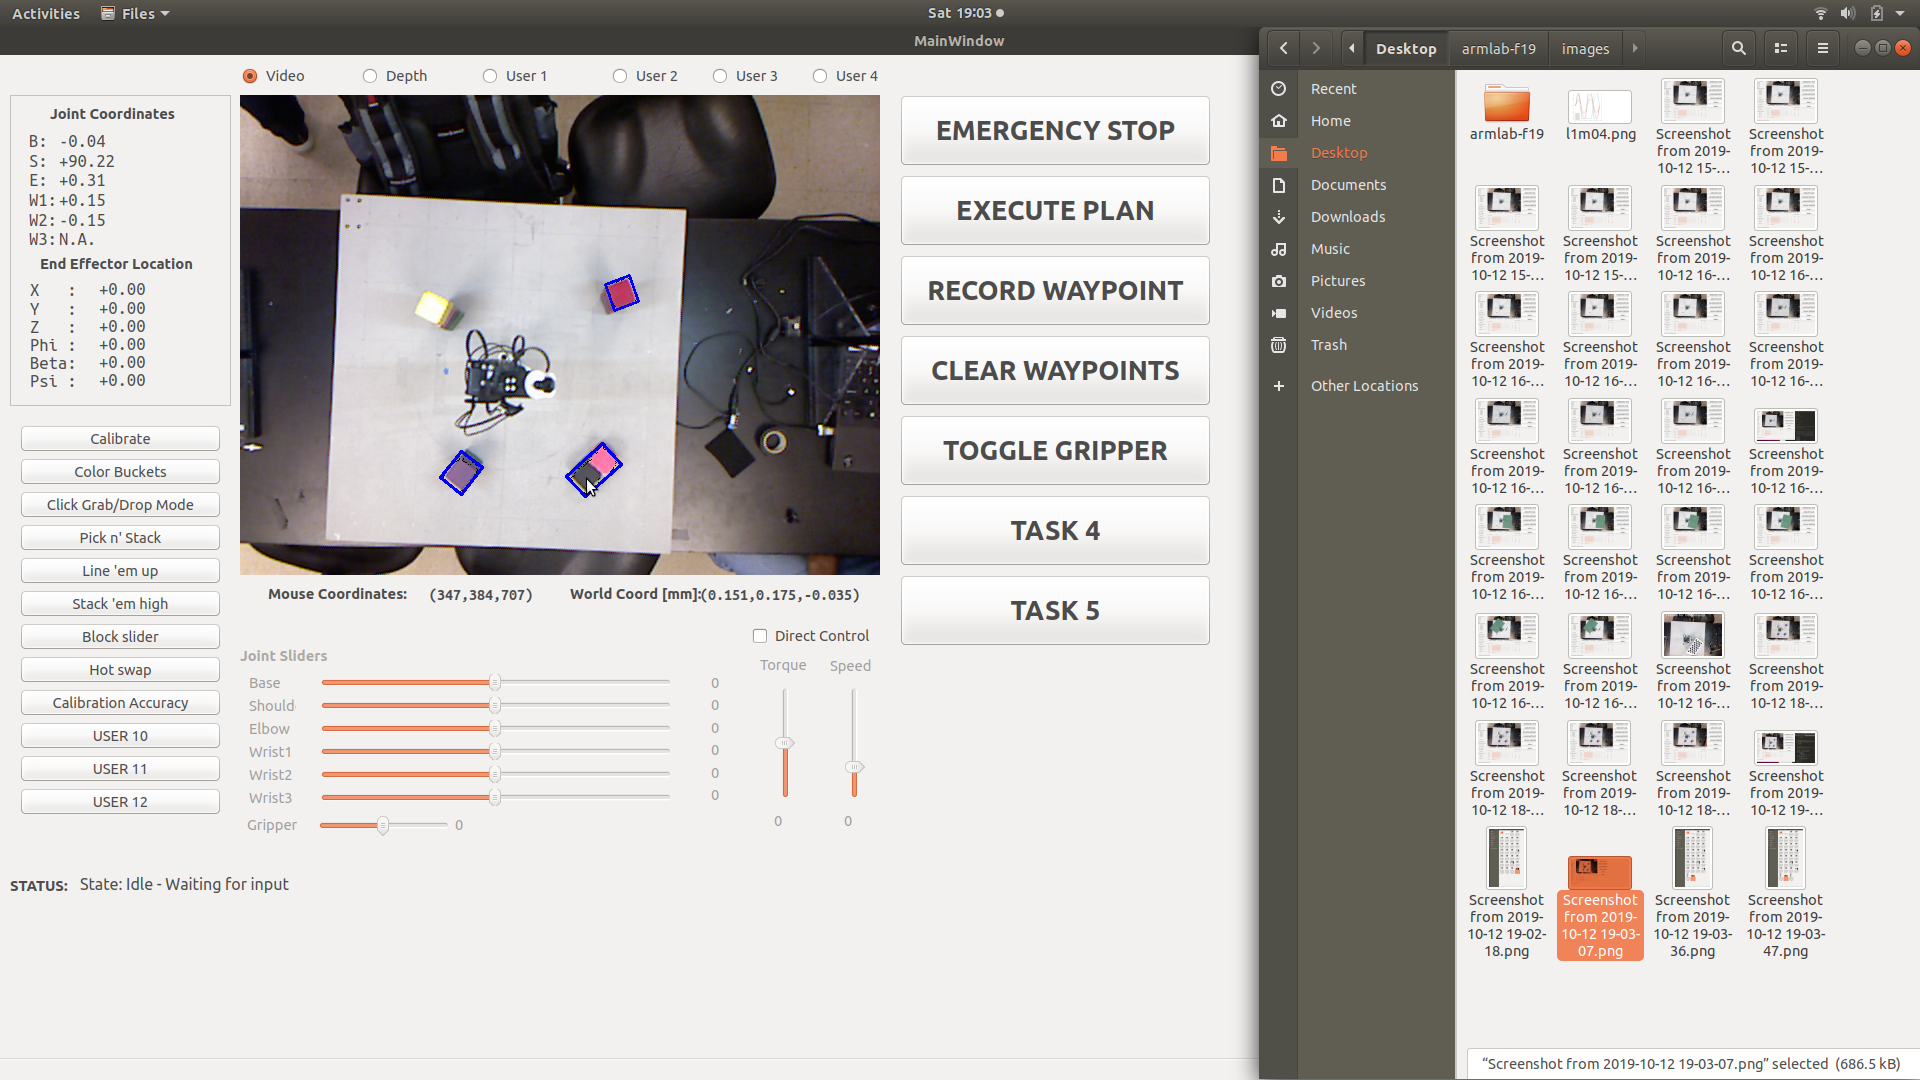 Activities
Files
Sat 19:03
MainWindow
Video
Depth
User 1
User 2
User 3
User 4
Joint Coordinates
B: -0.04
S: +90.22
E: +0.31
W1: +0.15
W2: -0.15
W3: N.A.
End Effector Location
X : +0.00
Y : +0.00
Z : +0.00
Phi : +0.00
Beta: +0.00
Psi : +0.00
Calibrate
Color Buckets
Click Grab/Drop Mode
Pick n' Stack
Line 'em up
Stack 'em high
Block slider
Hot swap
Calibration Accuracy
USER 10
USER 11
USER 12
Mouse Coordinates: (347,384,707)
World Coord [mm]:(0.151,0.175,-0.035)
Direct Control
Joint Sliders
Torque
Speed
Base 0
Should 0
Elbow 0
Wrist1 0
Wrist2 0
Wrist3 0
Gripper 0
0
0
STATUS: State: Idle - Waiting for input
EMERGENCY STOP
EXECUTE PLAN
RECORD WAYPOINT
CLEAR WAYPOINTS
TOGGLE GRIPPER
TASK 4
TASK 5
Desktop
armlab-f19
images
Recent
Home
Desktop
Documents
Downloads
Music
Pictures
Videos
Trash
Other Locations
armlab-f19
l1m04.png
Screenshot
from 2019-
10-12 15-...
Screenshot
from 2019-
10-12 15-...
Screenshot
from 2019-
10-12 15-...
Screenshot
from 2019-
10-12 15-...
Screenshot
from 2019-
10-12 16-...
Screenshot
from 2019-
10-12 16-...
Screenshot
from 2019-
10-12 16-...
Screenshot
from 2019-
10-12 16-...
Screenshot
from 2019-
10-12 16-...
Screenshot
from 2019-
10-12 16-...
Screenshot
from 2019-
10-12 16-...
Screenshot
from 2019-
10-12 16-...
Screenshot
from 2019-
10-12 16-...
Screenshot
from 2019-
10-12 16-...
Screenshot
from 2019-
10-12 16-...
Screenshot
from 2019-
10-12 16-...
Screenshot
from 2019-
10-12 16-...
Screenshot
from 2019-
10-12 16-...
Screenshot
from 2019-
10-12 16-...
Screenshot
from 2019-
10-12 16-...
Screenshot
from 2019-
10-12 16-...
Screenshot
from 2019-
10-12 18-...
Screenshot
from 2019-
10-12 18-...
Screenshot
from 2019-
10-12 18-...
Screenshot
from 2019-
10-12 18-...
Screenshot
from 2019-
10-12 19-...
Screenshot
from 2019-
10-12 19-02-
18.png
Screenshot
from 2019-
10-12 19-03-
07.png
Screenshot
from 2019-
10-12 19-03-
36.png
Screenshot
from 2019-
10-12 19-03-
47.png
“Screenshot from 2019-10-12 19-03-07.png” selected (686.5 kB)